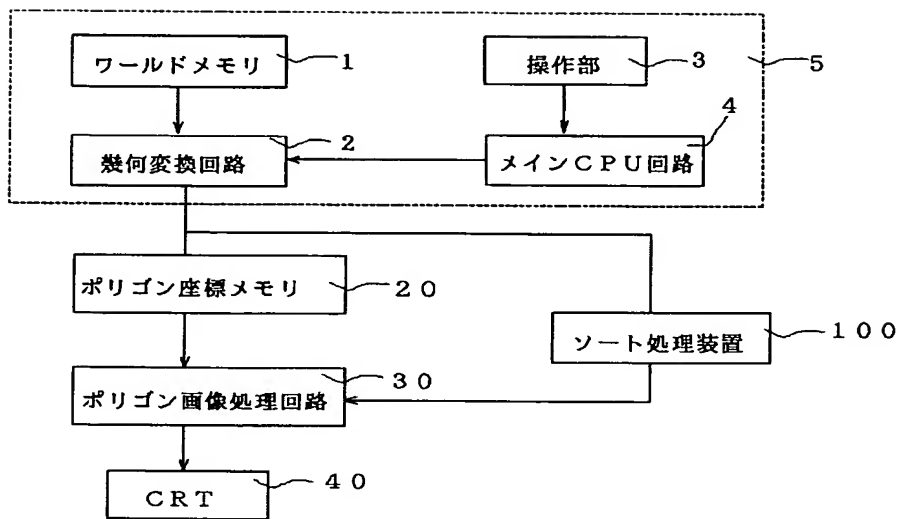 ワールドメモリ
1
操作部
3
5
幾何変換回路
2
メインCPU回路
4
ポリゴン座標メモリ
20
ソート処理装置
100
ポリゴン画像処理回路
30
CRT
40